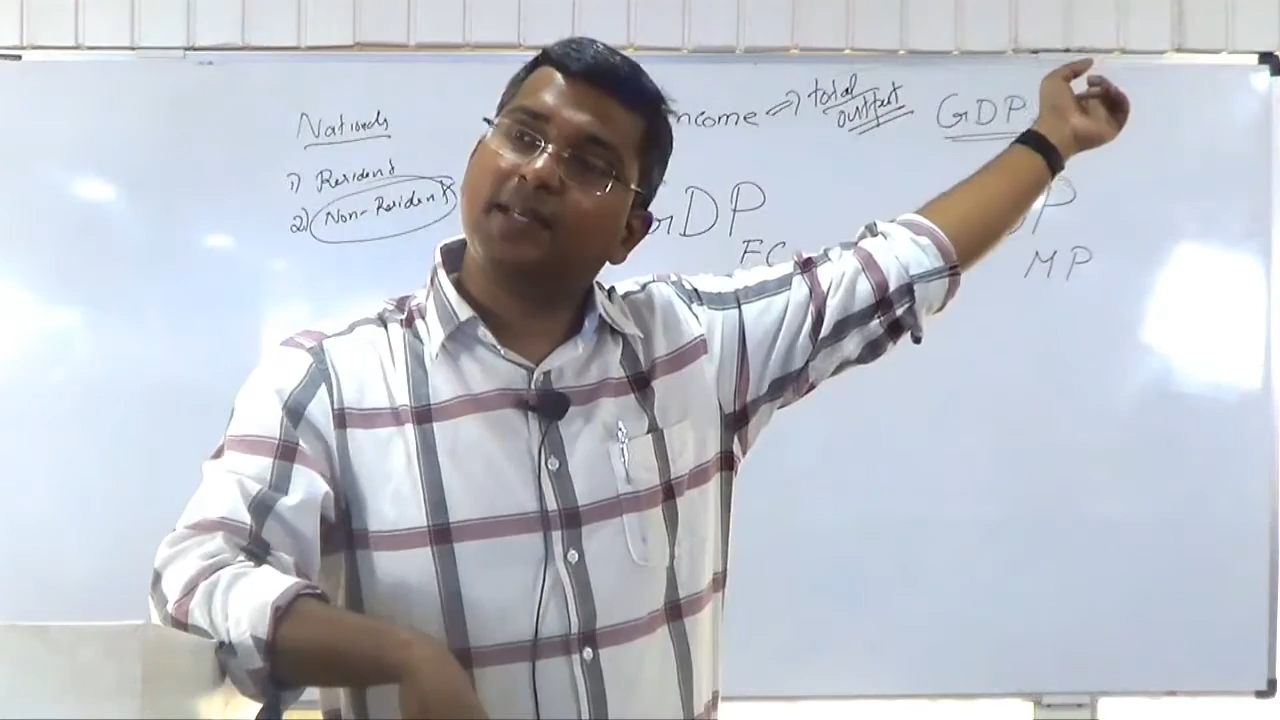 Nationals
1) Resident
2) Non-Resident
ncome => total output
GDP
GDP FC
P MP